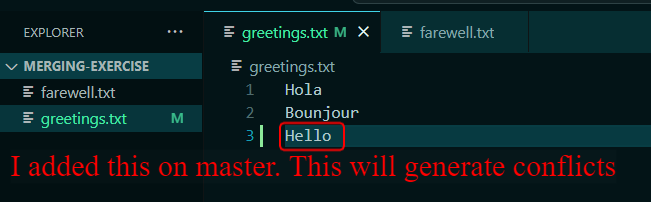 EXPLORER ...
greetings.txt M ×
farewell.txt
MERGING-EXERCISE
greetings.txt
farewell.txt
1 Hola
greetings.txt M
2 Bounjour
3 Hello
I added this on master. This will generate conflicts